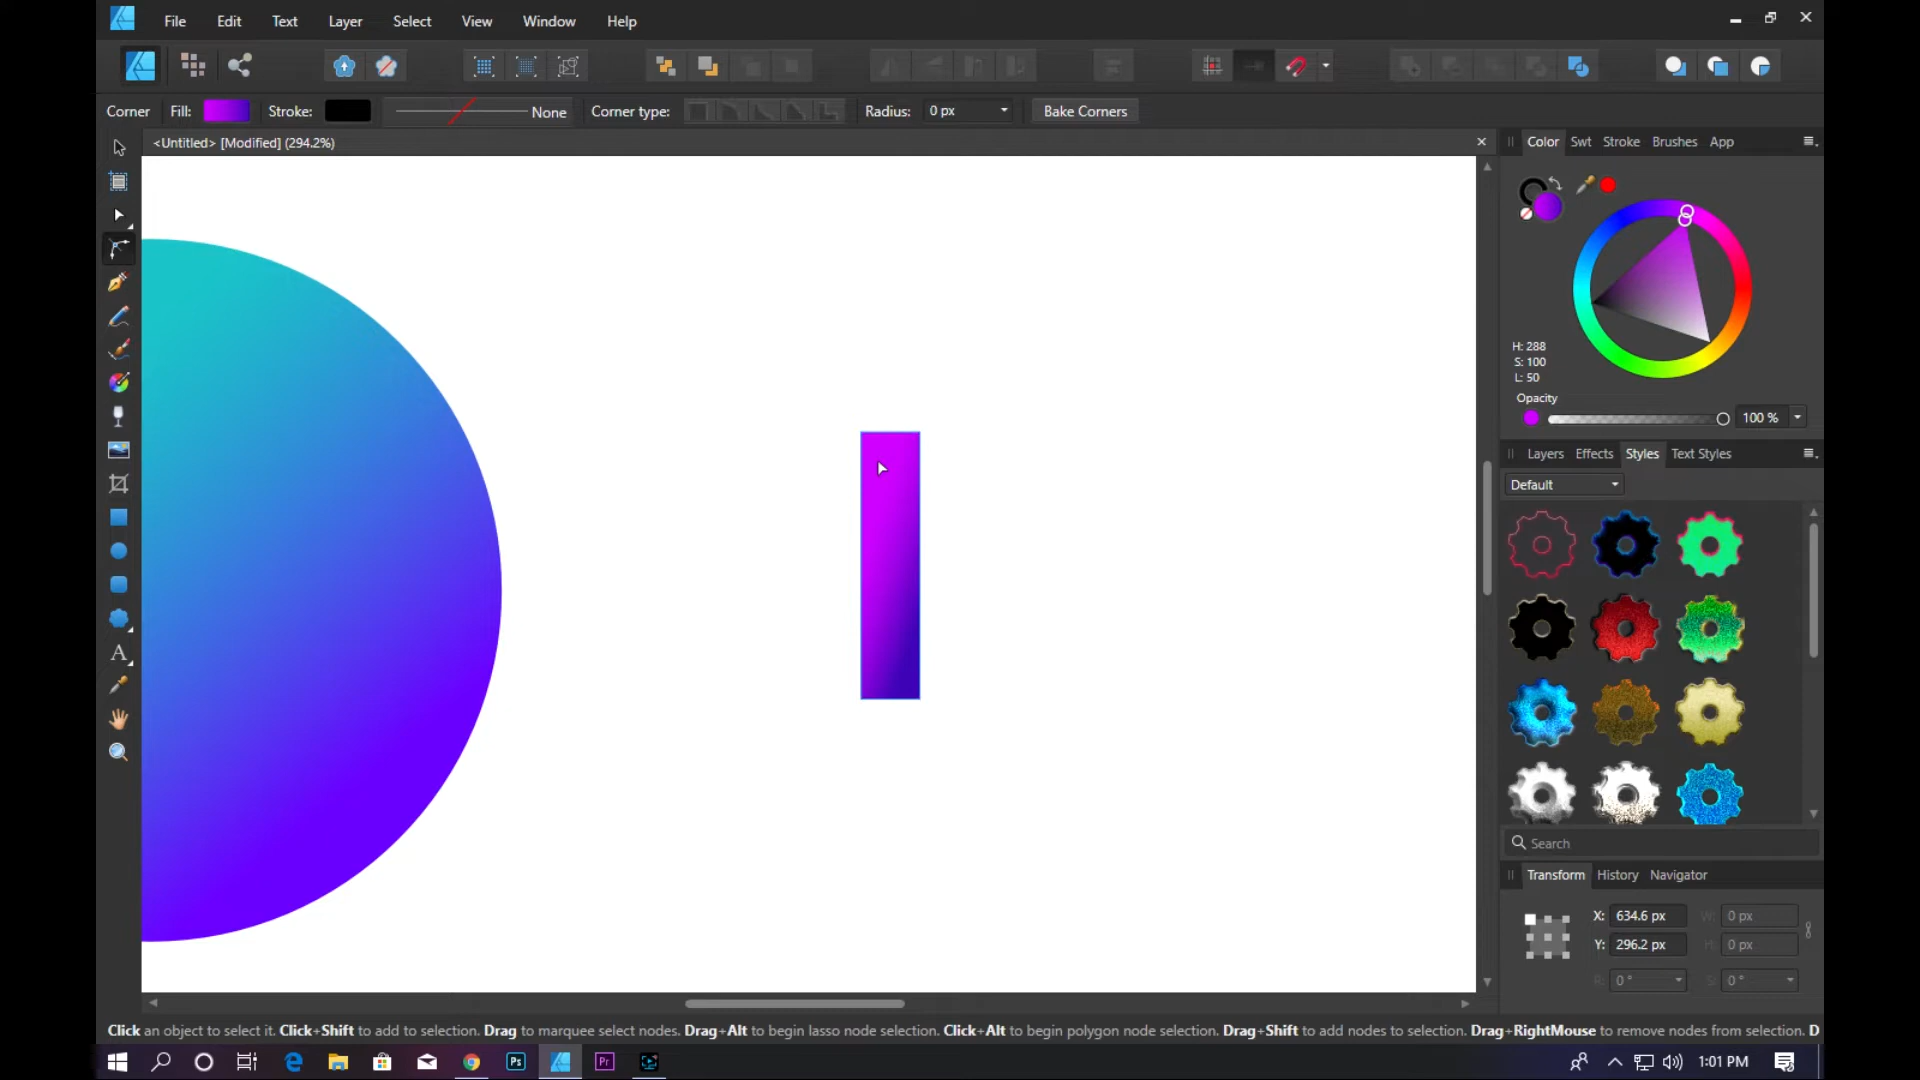 File Edit Text Layer Select View Window Help
Corner Fill: Stroke: None Corner type: Radius: 0 px Bake Corners
<Untitled> [Modified] (294.2%)
Color Swt Stroke Brushes App
H: 288
S: 100
L: 50
Opacity
100 %
Layers Effects Styles Text Styles
Default
Search
Transform History Navigator
X: 634.6 px W: 0 px
Y: 296.2 px H: 0 px
R: 0 ° S: 0 °
Click an object to select it. Click+Shift to add to selection. Drag to marquee select nodes. Drag+Alt to begin lasso node selection. Click+Alt to begin polygon node selection. Drag+Shift to add nodes to selection. Drag+RightMouse to remove nodes from selection. D
Ps Pr 1:01 PM